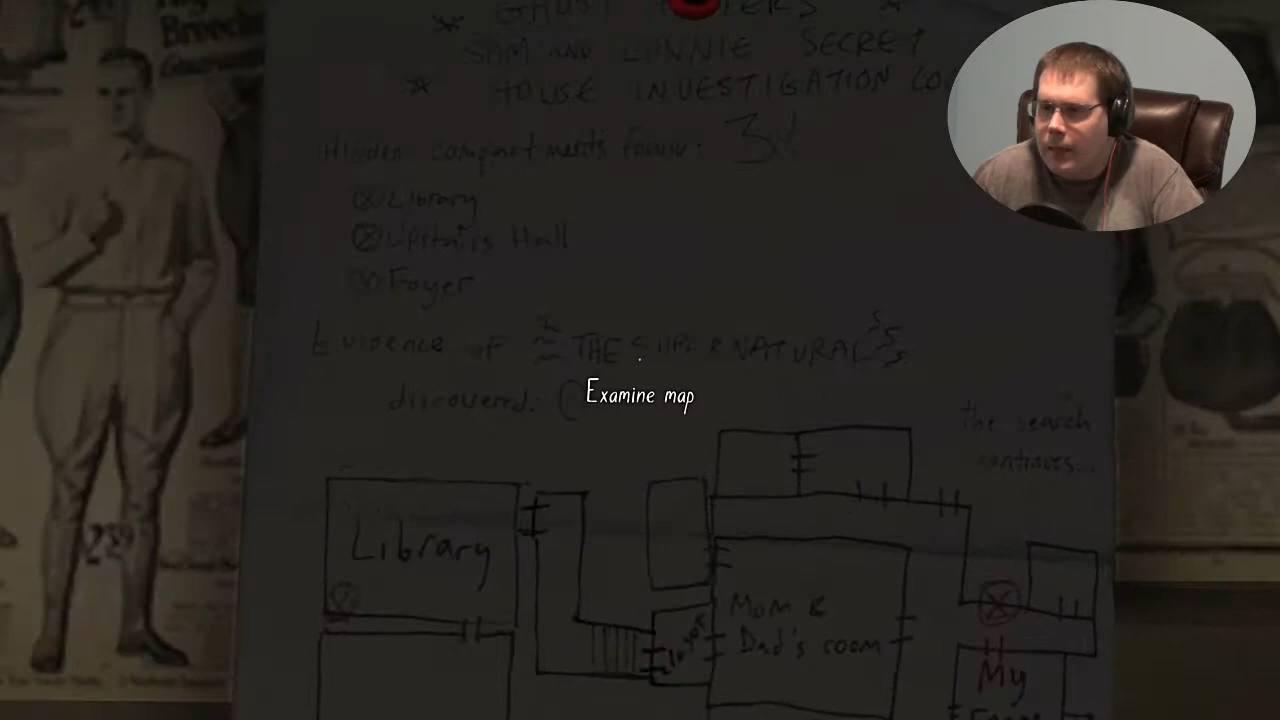 SAM AND LONNIE SECRET
HOUSE INVESTIGATION
Hidden compartments found: 3!
Library
Upstairs Hall
Foyer
Evidence of THE SUPERNATURAL
discovered:
Examine map
the search
continues...
Library
Mom &
Dad's room
My
239